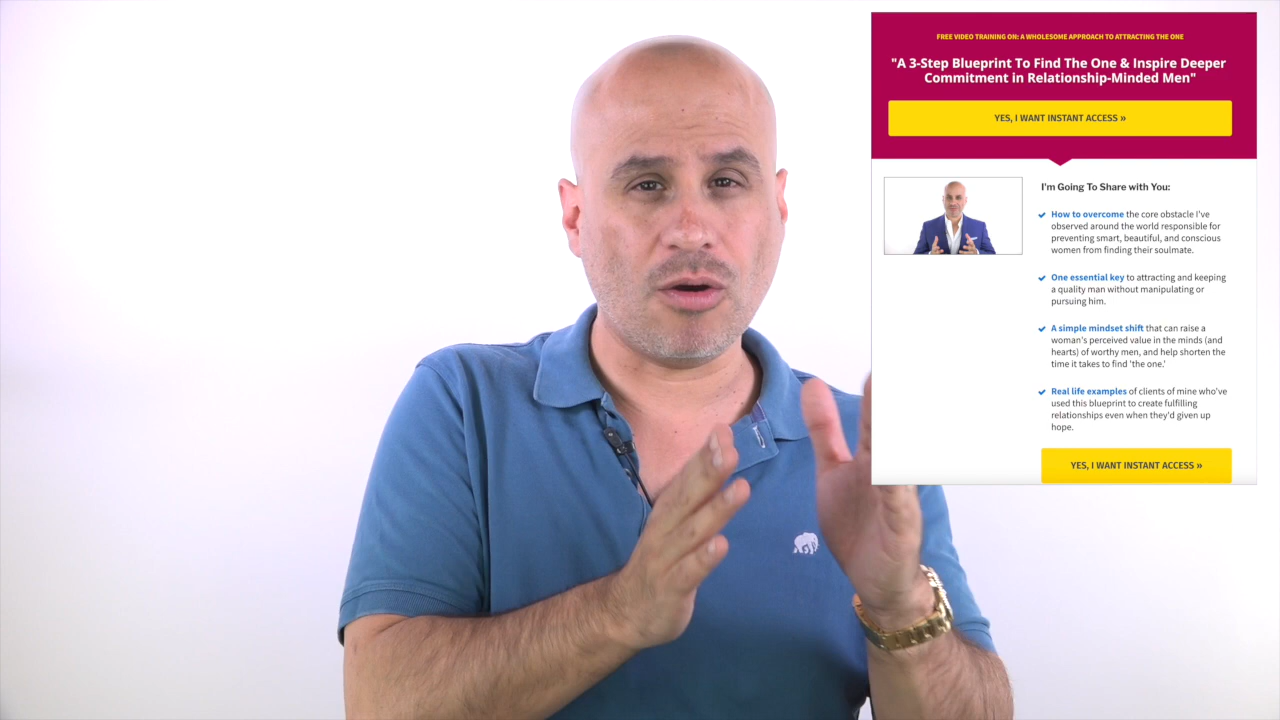 FREE VIDEO TRAINING ON: A WHOLESOME APPROACH TO ATTRACTING THE ONE
"A 3-Step Blueprint To Find The One & Inspire Deeper
Commitment in Relationship-Minded Men"
YES, I WANT INSTANT ACCESS »
I'm Going To Share with You:
How to overcome the core obstacle I've
observed around the world responsible for
preventing smart, beautiful, and conscious
women from finding their soulmate.
One essential key to attracting and keeping
a quality man without manipulating or
pursuing him.
A simple mindset shift that can raise a
woman's perceived value in the minds (and
hearts) of worthy men, and help shorten the
time it takes to find 'the one.'
Real life examples of clients of mine who've
used this blueprint to create fulfilling
relationships even when they'd given up
hope.
YES, I WANT INSTANT ACCESS »